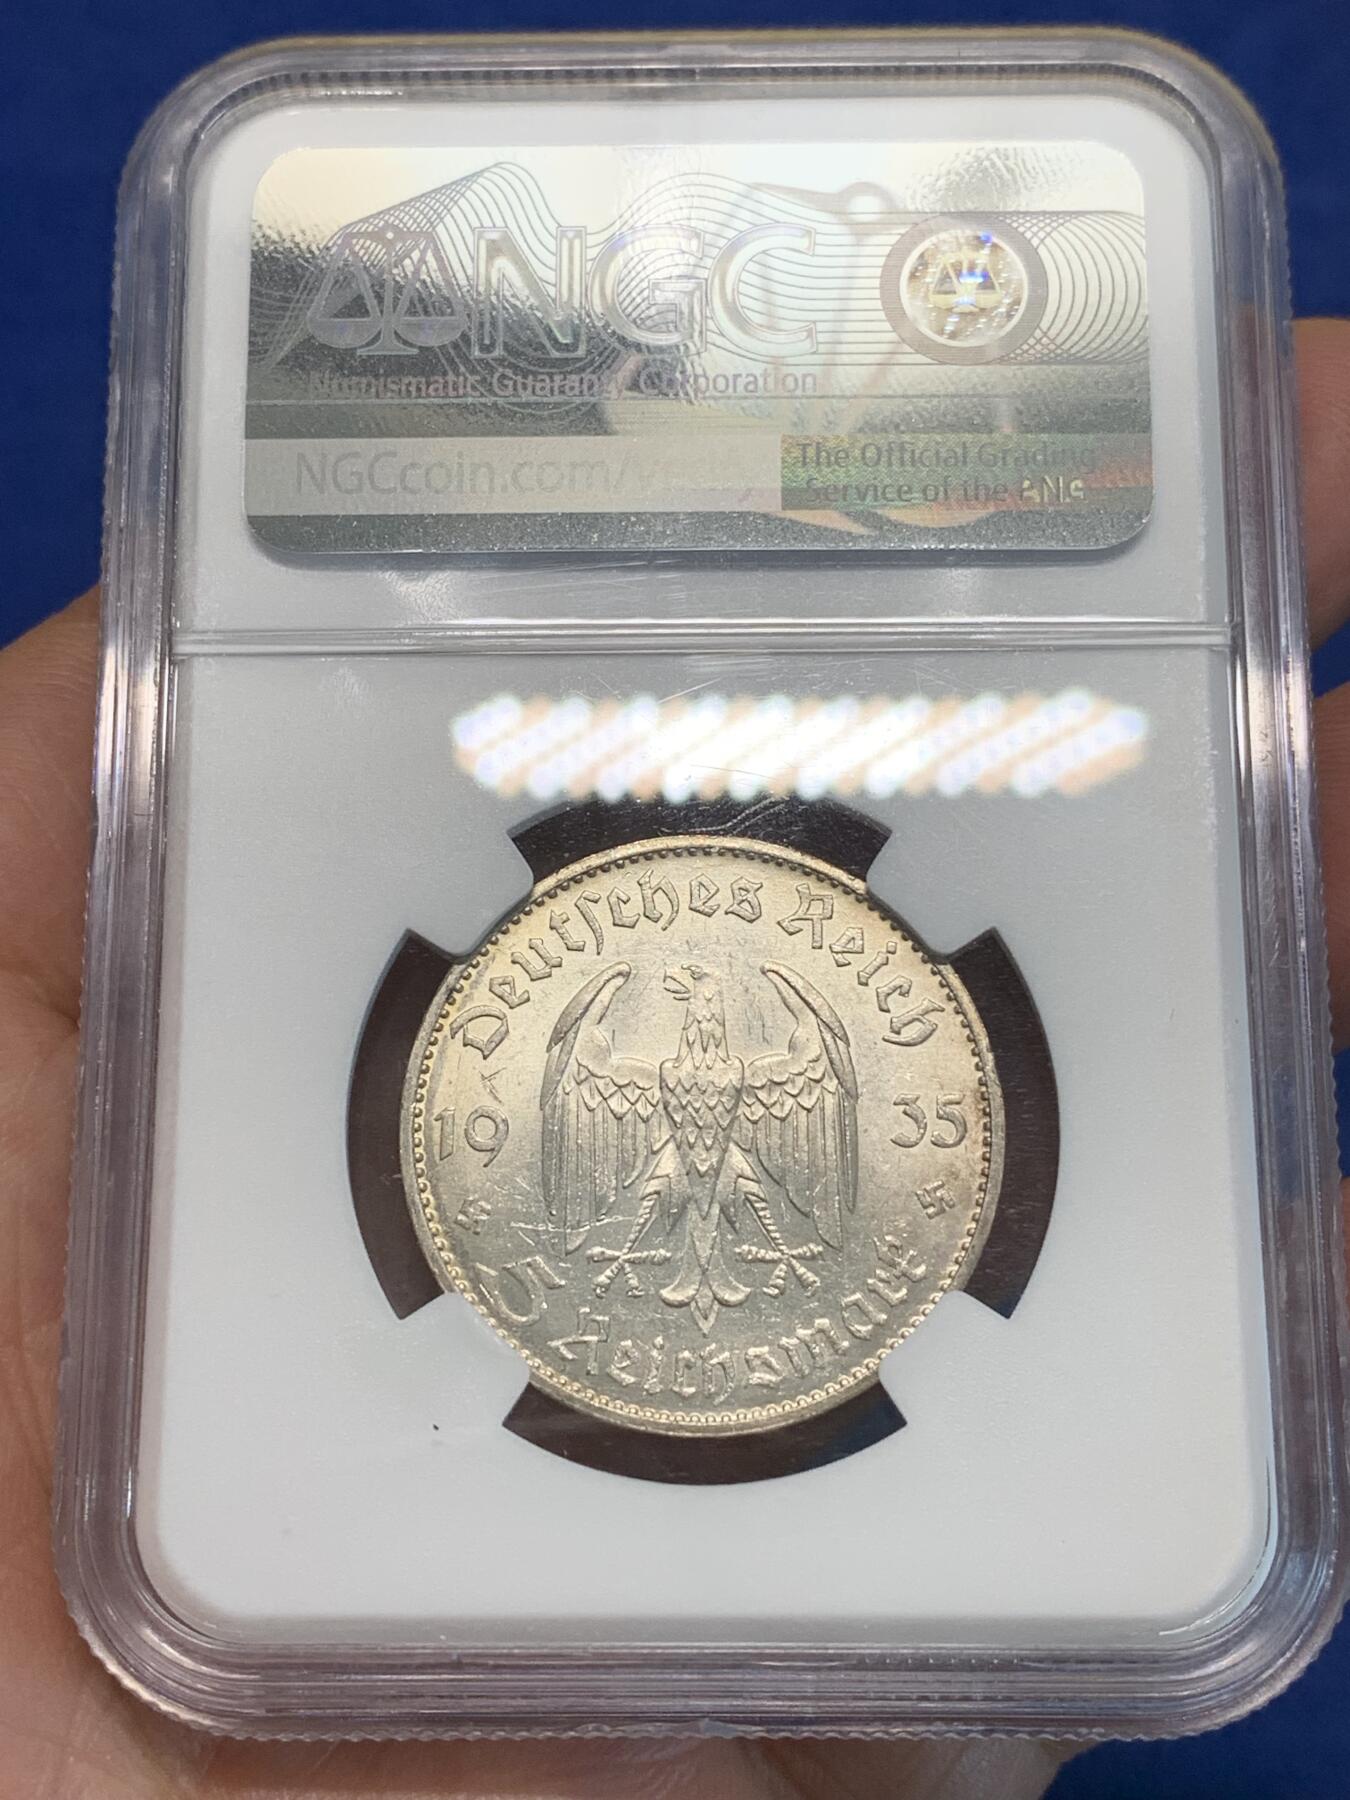 NGC
Numismatic Guaranty Corporation
NGCcoin.com/verify
The Official Grading
Service of the ANA
Deutsches Reich
19 35
5 Reichsmark